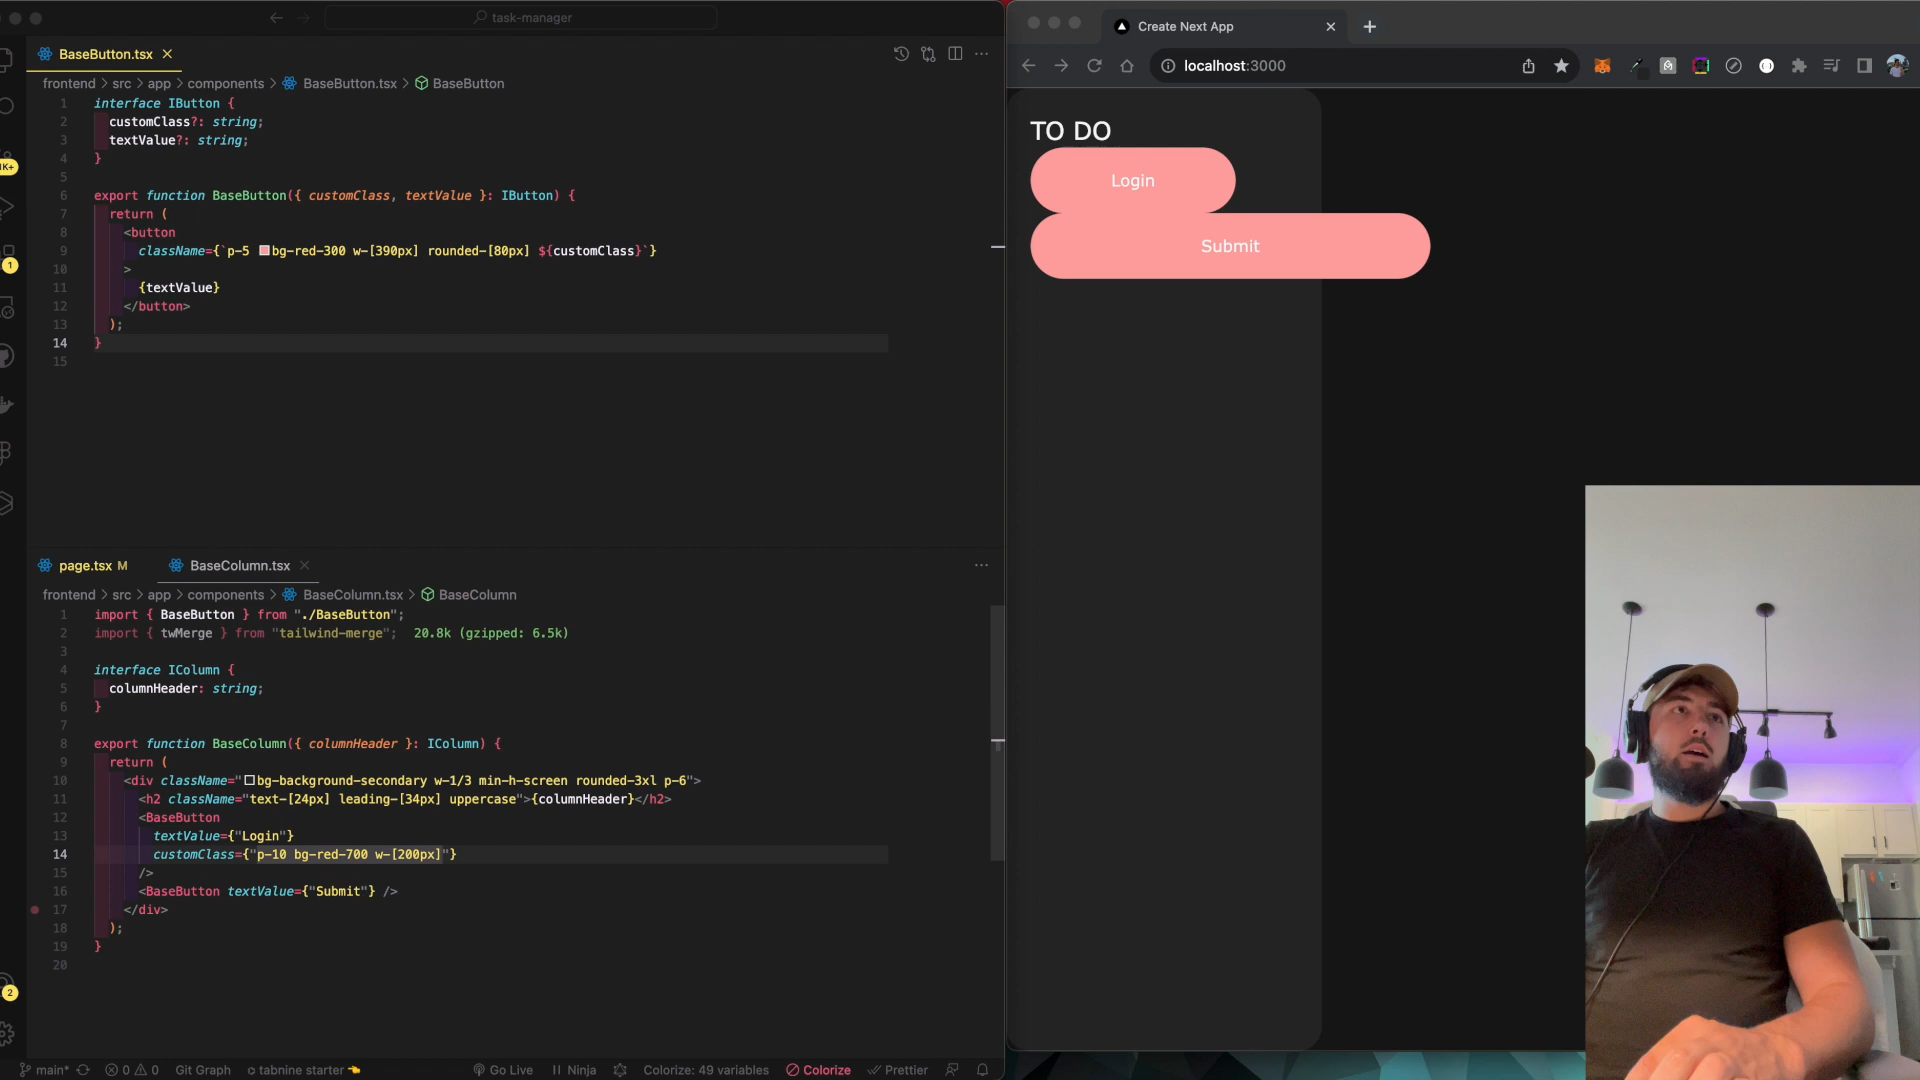 task-manager
BaseButton.tsx
frontend > src > app > components > BaseButton.tsx > BaseButton
1 interface IButton {
2 customClass?: string;
3 textValue?: string;
4 }
5
6 export function BaseButton({ customClass, textValue }: IButton) {
7 return (
8 <button
9 className={`p-5 bg-red-300 w-[390px] rounded-[80px] ${customClass}`}
10 >
11 {textValue}
12 </button>
13 );
14 }
15
page.tsx M
BaseColumn.tsx
frontend > src > app > components > BaseColumn.tsx > BaseColumn
1 import { BaseButton } from "./BaseButton";
2 import { twMerge } from "tailwind-merge"; 20.8k (gzipped: 6.5k)
3
4 interface IColumn {
5 columnHeader: string;
6 }
7
8 export function BaseColumn({ columnHeader }: IColumn) {
9 return (
10 <div className="bg-background-secondary w-1/3 min-h-screen rounded-3xl p-6">
11 <h2 className="text-[24px] leading-[34px] uppercase">{columnHeader}</h2>
12 <BaseButton
13 textValue={"Login"}
14 customClass={"p-10 bg-red-700 w-[200px]"}
15 />
16 <BaseButton textValue={"Submit"} />
17 </div>
18 );
19 }
20
1K+
1
2
main* 0 0 Git Graph tabnine starter Go Live Ninja Colorize: 49 variables Colorize Prettier
Create Next App
localhost:3000
TO DO
Login
Submit